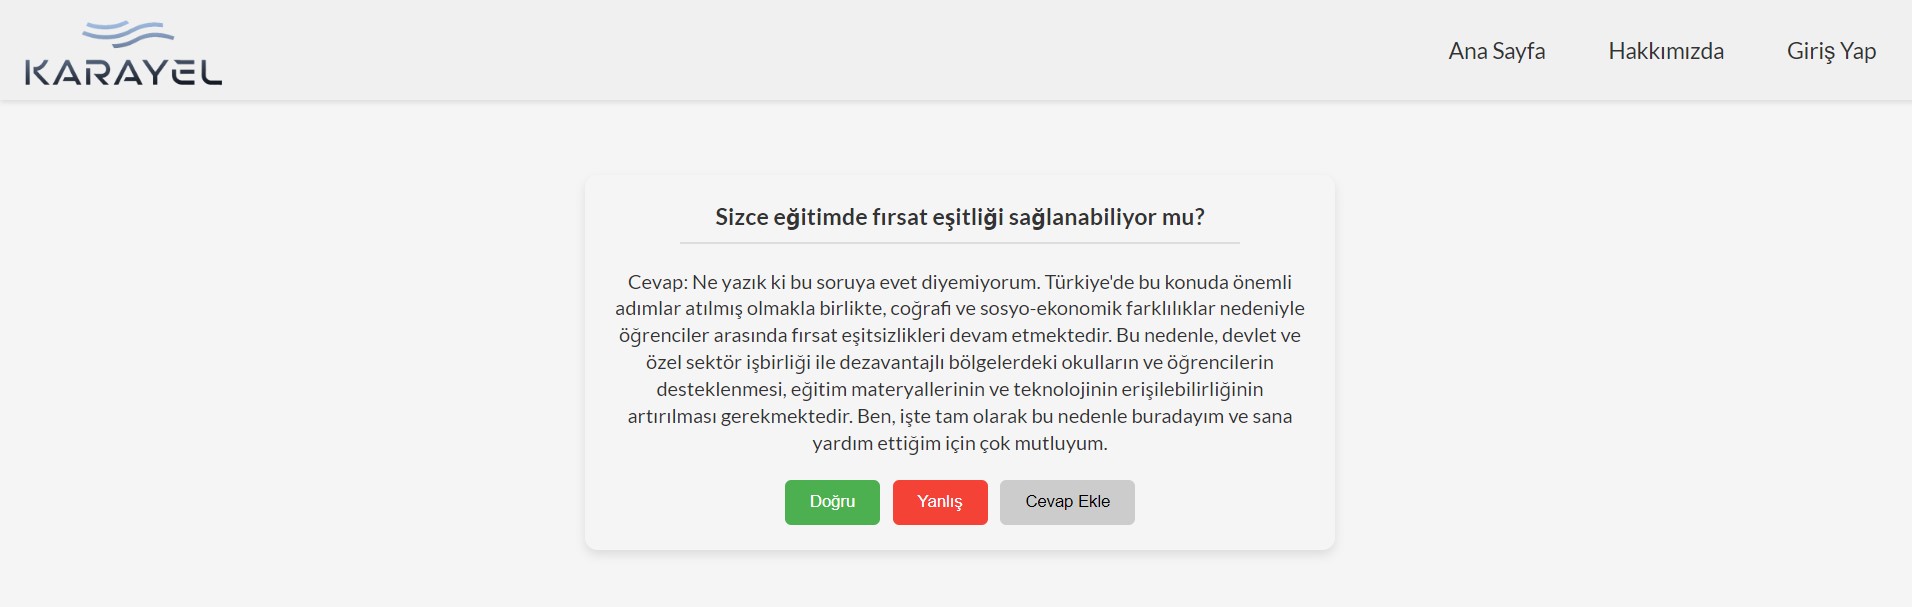 KARAYEL
Ana Sayfa
Hakkımızda
Giriş Yap
Sizce eğitimde fırsat eşitliği sağlanabiliyor mu?
Cevap: Ne yazık ki bu soruya evet diyemiyorum. Türkiye'de bu konuda önemli
adımlar atılmış olmakla birlikte, coğrafi ve sosyo-ekonomik farklılıklar nedeniyle
öğrenciler arasında fırsat eşitsizlikleri devam etmektedir. Bu nedenle, devlet ve
özel sektör işbirliği ile dezavantajlı bölgelerdeki okulların ve öğrencilerin
desteklenmesi, eğitim materyallerinin ve teknolojinin erişilebilirliğinin
artırılması gerekmektedir. Ben, işte tam olarak bu nedenle buradayım ve sana
yardım ettiğim için çok mutluyum.
Doğru
Yanlış
Cevap Ekle